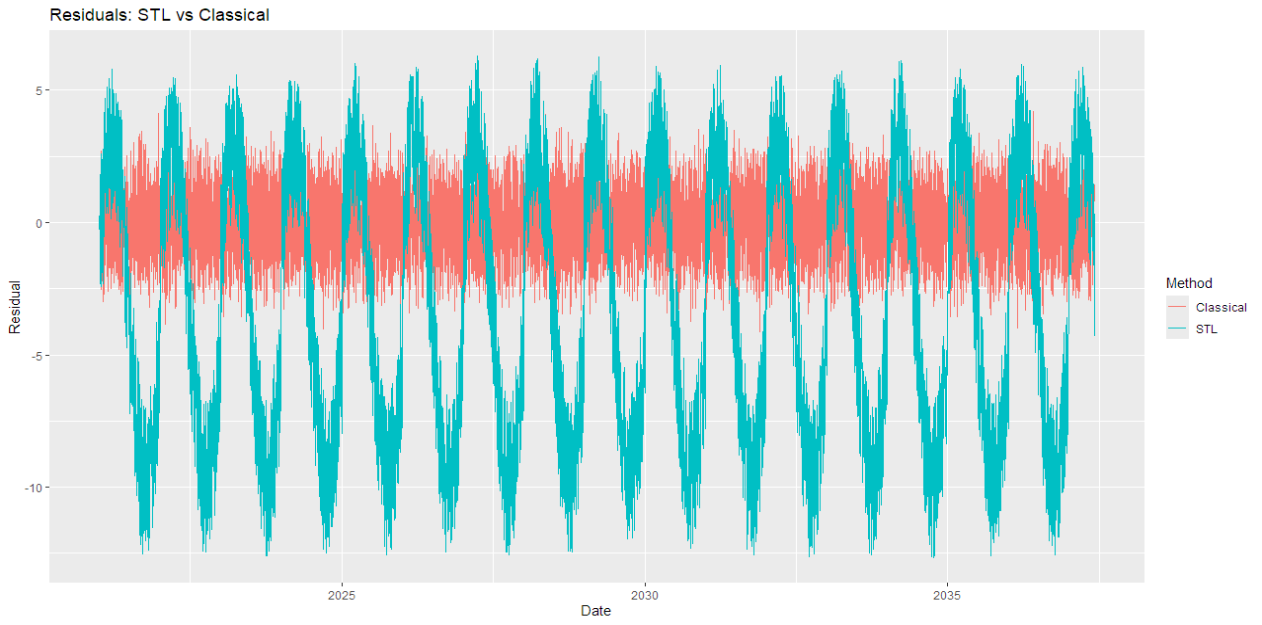 Residuals: STL vs Classical
5
0
-5
-10
Residual
2025
2030
2035
Date
Method
Classical
STL